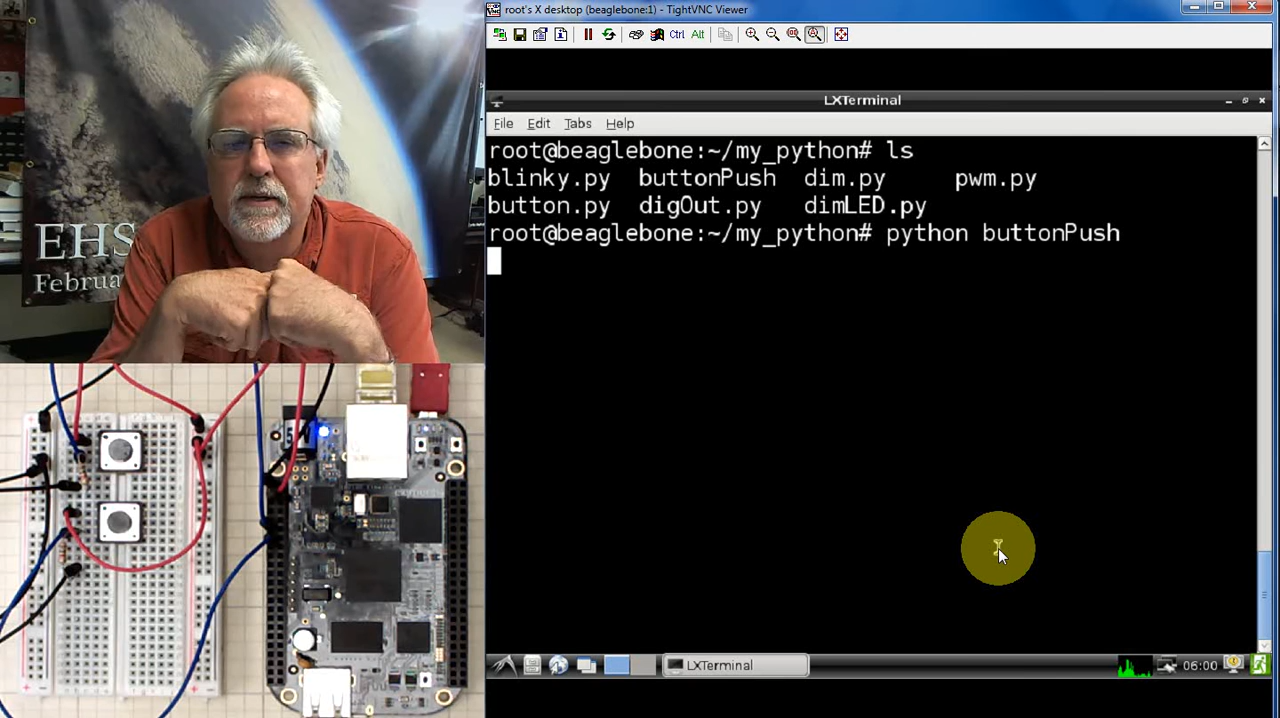 root's X desktop (beaglebone:1) - TightVNC Viewer
Ctrl Alt
LXTerminal
File Edit Tabs Help
root@beaglebone:~/my_python# ls
blinky.py buttonPush dim.py pwm.py
button.py digOut.py dimLED.py
root@beaglebone:~/my_python# python buttonPush
EHS
Februa
LXTerminal
06:00